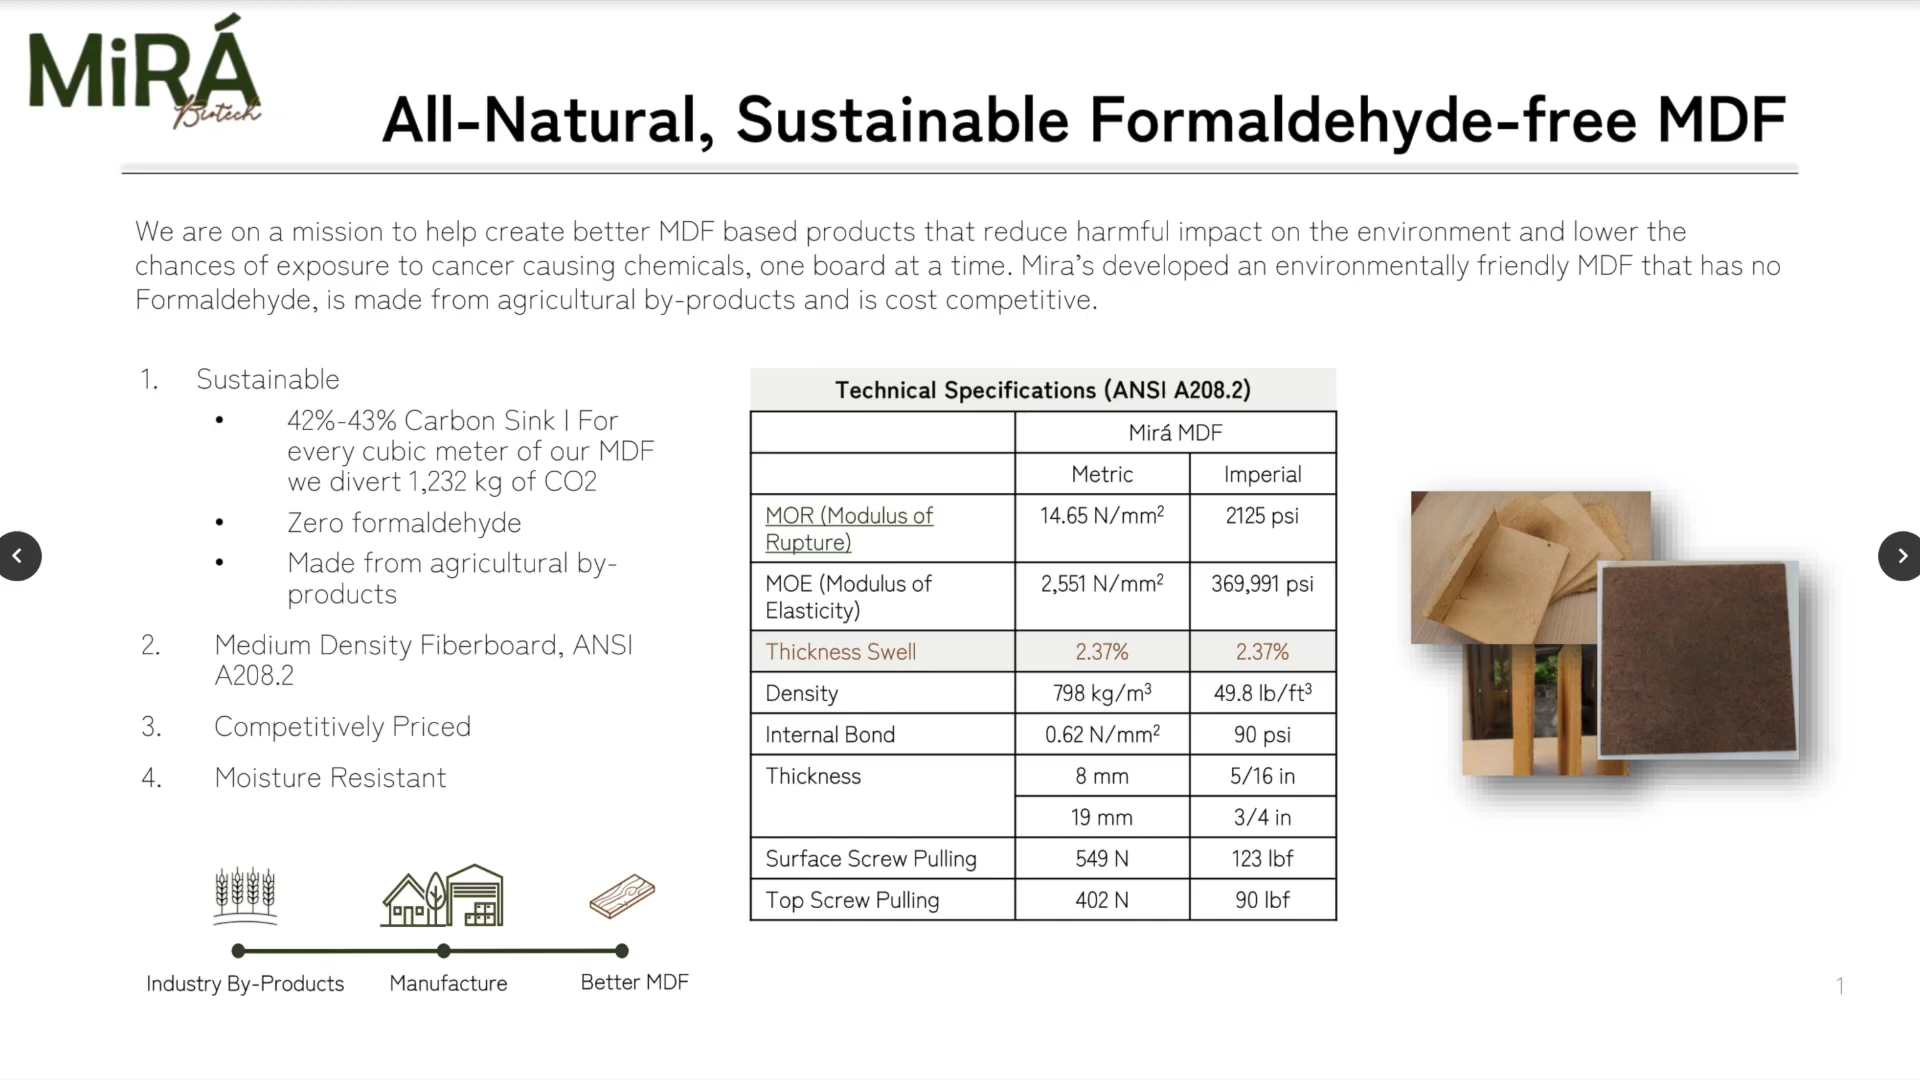 MiRÁ
Biotech
All-Natural, Sustainable Formaldehyde-free MDF
We are on a mission to help create better MDF based products that reduce harmful impact on the environment and lower the
chances of exposure to cancer causing chemicals, one board at a time. Mira's developed an environmentally friendly MDF that has no
Formaldehyde, is made from agricultural by-products and is cost competitive.
1. Sustainable
• 42%-43% Carbon Sink | For
every cubic meter of our MDF
we divert 1,232 kg of CO2
• Zero formaldehyde
• Made from agricultural by-
products
2. Medium Density Fiberboard, ANSI
A208.2
3. Competitively Priced
4. Moisture Resistant
Industry By-Products Manufacture Better MDF
Technical Specifications (ANSI A208.2)
Mirá MDF
Metric Imperial
MOR (Modulus of 14.65 N/mm² 2125 psi
Rupture)
MOE (Modulus of 2,551 N/mm² 369,991 psi
Elasticity)
Thickness Swell 2.37% 2.37%
Density 798 kg/m³ 49.8 lb/ft³
Internal Bond 0.62 N/mm² 90 psi
Thickness 8 mm 5/16 in
19 mm 3/4 in
Surface Screw Pulling 549 N 123 lbf
Top Screw Pulling 402 N 90 lbf
1